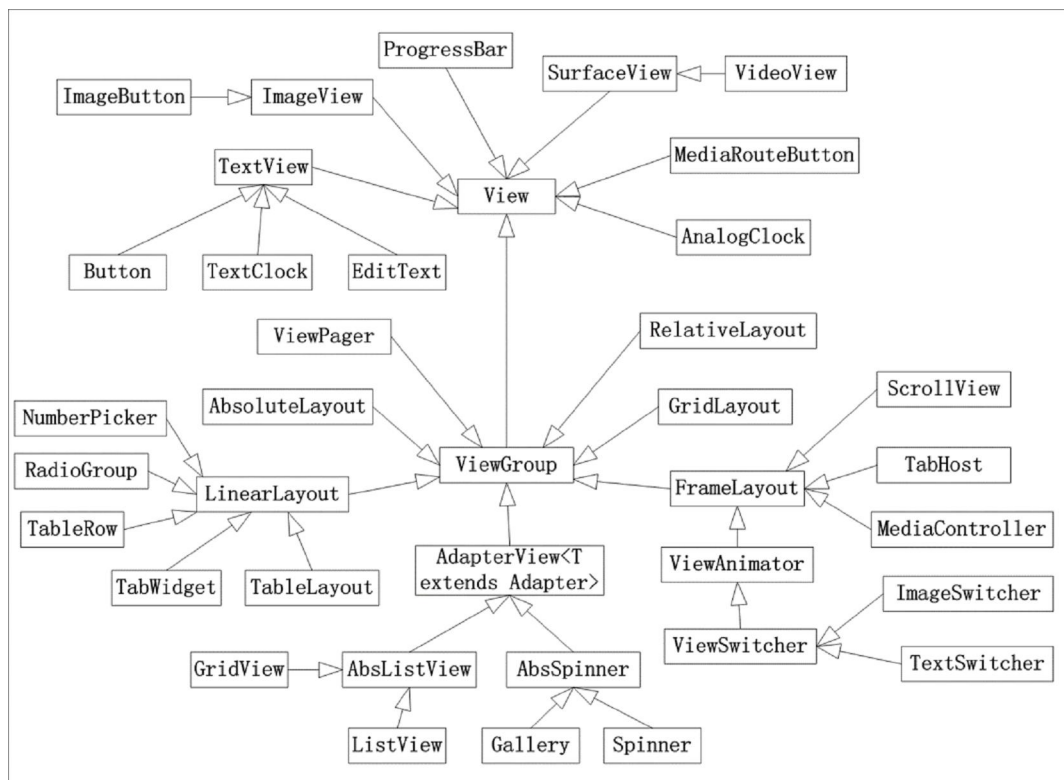 ProgressBar
SurfaceView
VideoView
ImageButton
ImageView
MediaRouteButton
TextView
View
AnalogClock
Button
TextClock
EditText
ViewPager
RelativeLayout
ScrollView
NumberPicker
AbsoluteLayout
GridLayout
RadioGroup
ViewGroup
TabHost
LinearLayout
FrameLayout
TableRow
MediaController
AdapterView<T
extends Adapter>
ViewAnimator
TabWidget
TableLayout
ImageSwitcher
ViewSwitcher
GridView
AbsListView
AbsSpinner
TextSwitcher
ListView
Gallery
Spinner